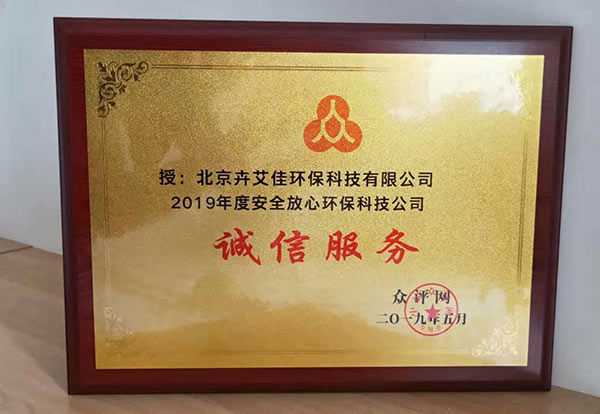 授：北京卉艾佳环保科技有限公司
2019年度安全放心环保科技公司
诚信服务
众评网
二〇一九年五月